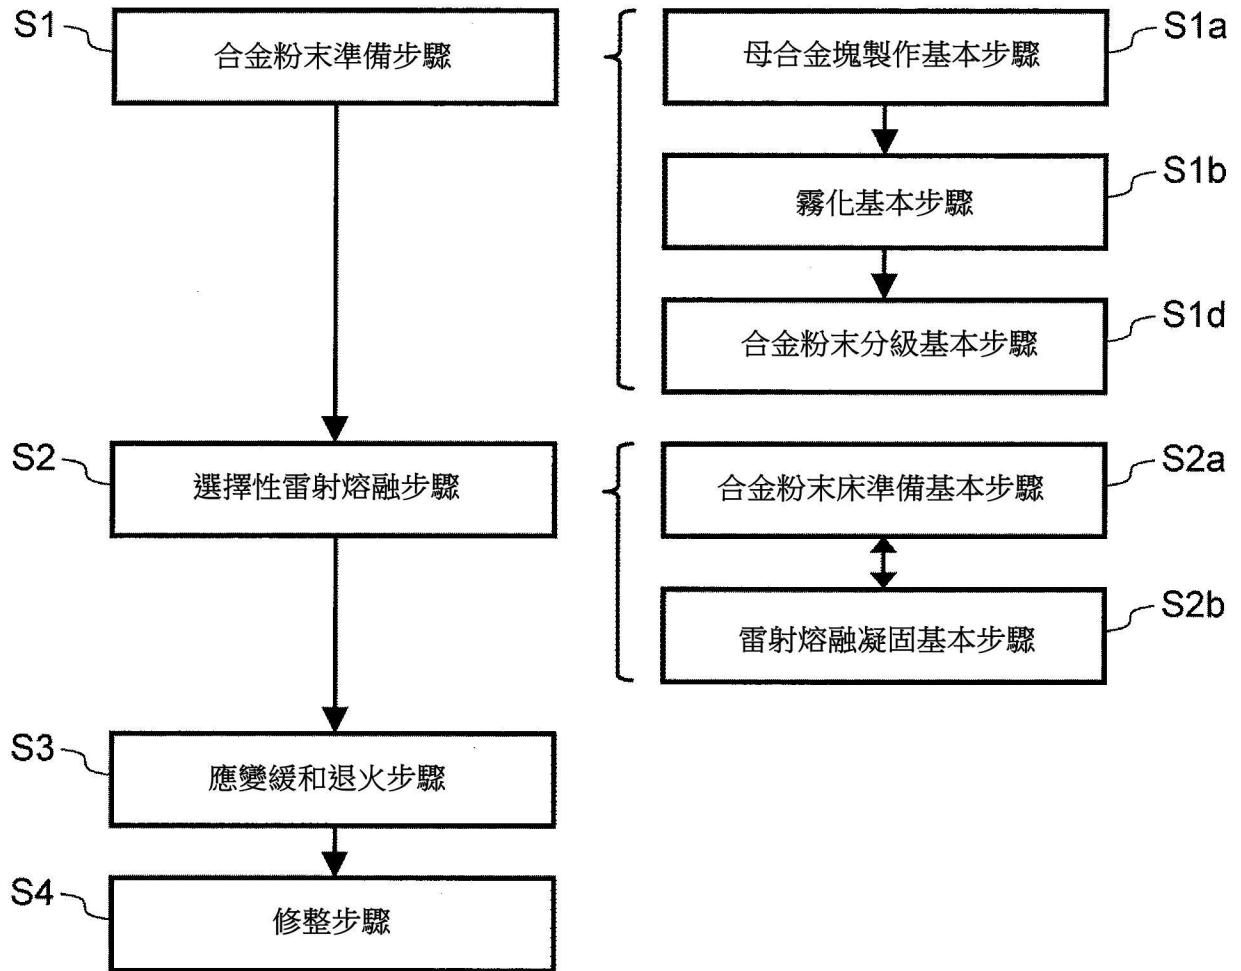 S1
合金粉末準備步驟
母合金塊製作基本步驟
S1a
霧化基本步驟
S1b
合金粉末分級基本步驟
S1d
S2
選擇性雷射熔融步驟
合金粉末床準備基本步驟
S2a
雷射熔融凝固基本步驟
S2b
S3
應變緩和退火步驟
S4
修整步驟